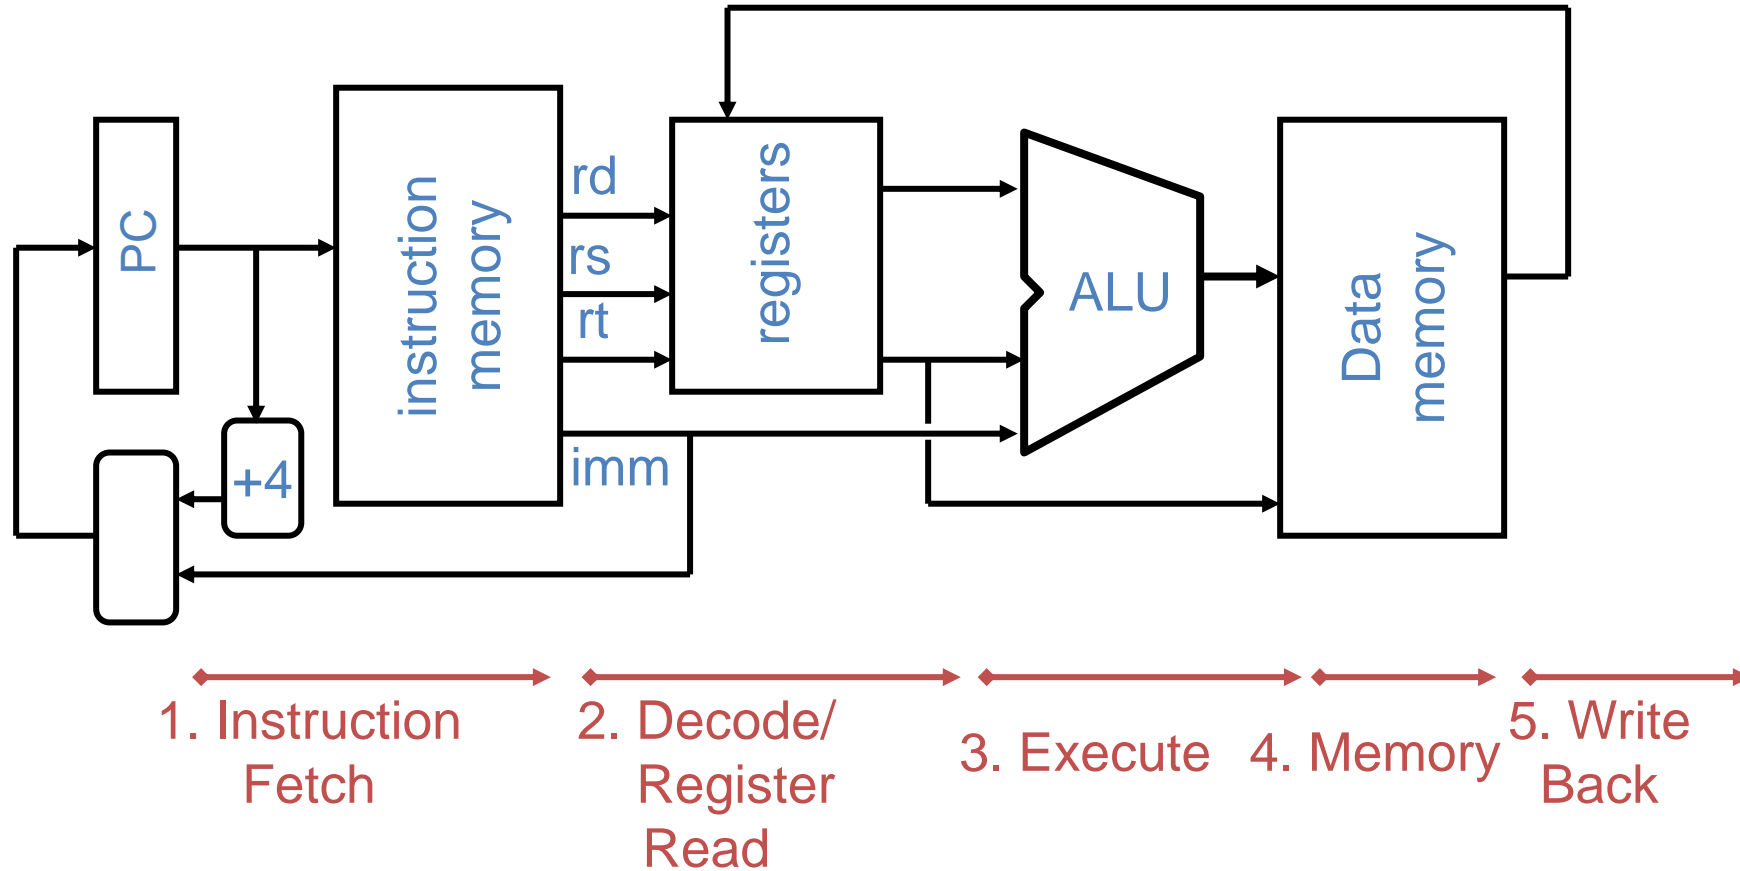 PC
+4
instruction
memory
rd
rs
rt
imm
registers
ALU
Data
memory
1. Instruction
Fetch
2. Decode/
Register
Read
3. Execute
4. Memory
5. Write
Back